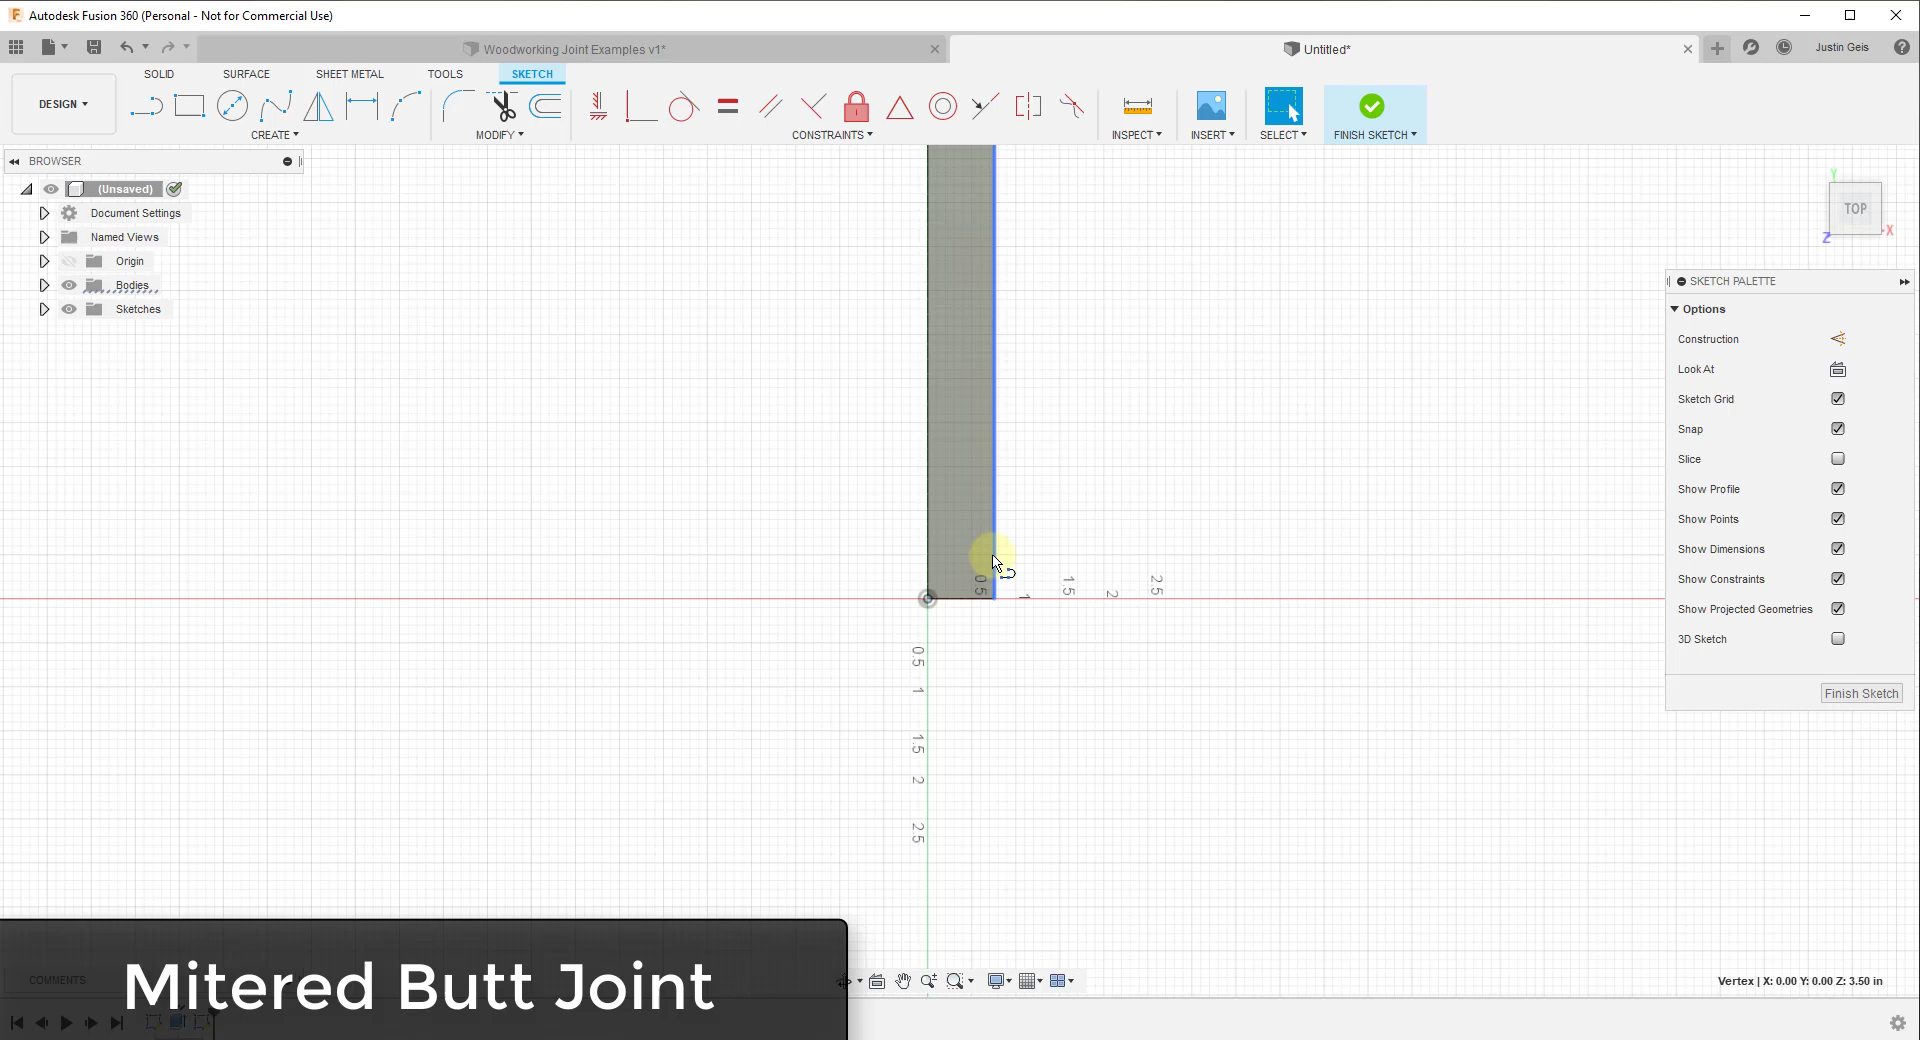 Autodesk Fusion 360 (Personal - Not for Commercial Use)
Woodworking Joint Examples v1*
Untitled*
Justin Geis
SOLID
SURFACE
SHEET METAL
TOOLS
SKETCH
DESIGN
CREATE
MODIFY
CONSTRAINTS
INSPECT
INSERT
SELECT
FINISH SKETCH
BROWSER
(Unsaved)
Document Settings
Named Views
Origin
Bodies
Sketches
Y
TOP
Z
X
SKETCH PALETTE
Options
Construction
Look At
Sketch Grid
Snap
Slice
Show Profile
Show Points
Show Dimensions
Show Constraints
Show Projected Geometries
3D Sketch
Finish Sketch
0.5
1
1.5
2
2.5
0.5
1
1.5
2
2.5
COMMENTS
Mitered Butt Joint
Vertex | X: 0.00 Y: 0.00 Z: 3.50 in